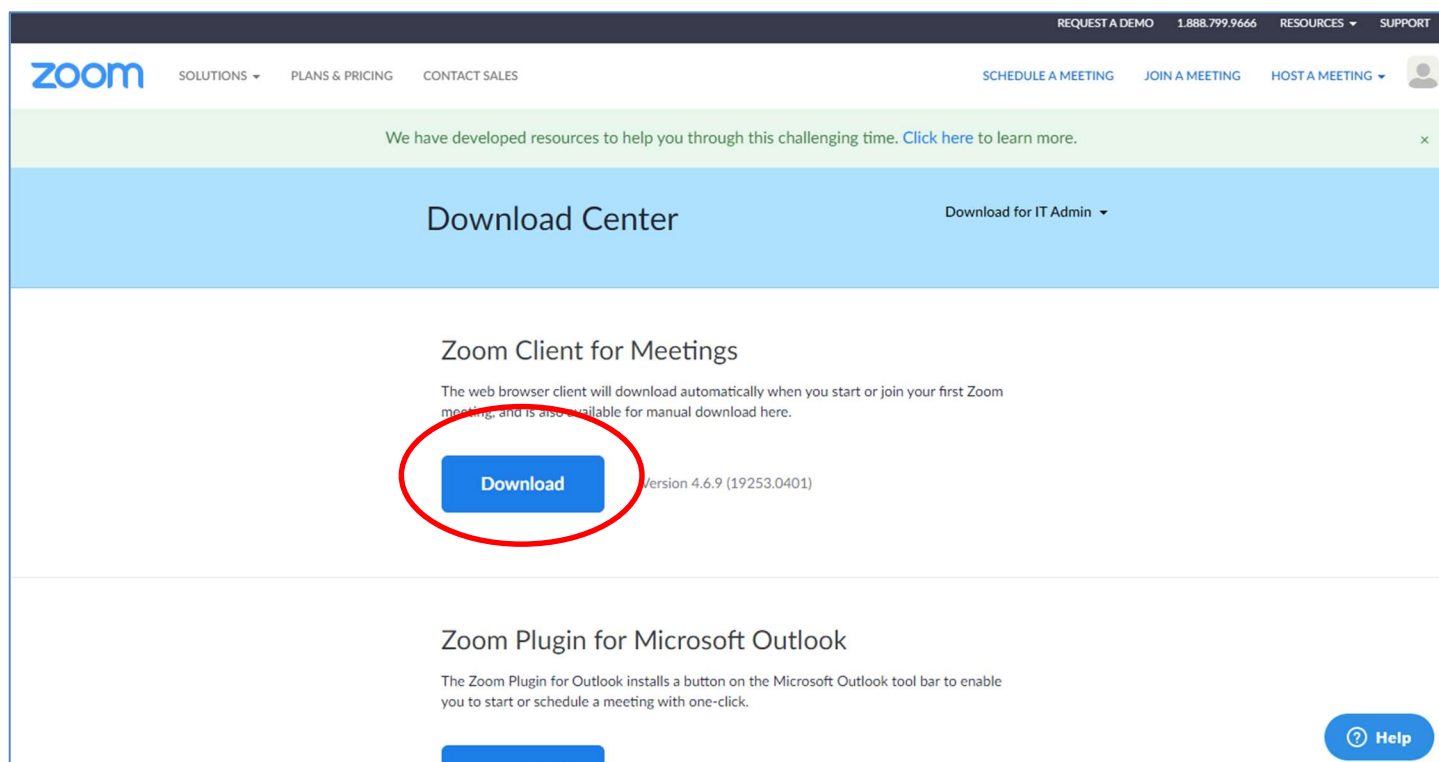 REQUEST A DEMO 1.888.799.9666 RESOURCES SUPPORT
zoom SOLUTIONS PLANS & PRICING CONTACT SALES SCHEDULE A MEETING JOIN A MEETING HOST A MEETING
We have developed resources to help you through this challenging time. Click here to learn more. ×
Download Center Download for IT Admin
Zoom Client for Meetings
The web browser client will download automatically when you start or join your first Zoom
meeting, and is also available for manual download here.
Download Version 4.6.9 (19253.0401)
Zoom Plugin for Microsoft Outlook
The Zoom Plugin for Outlook installs a button on the Microsoft Outlook tool bar to enable
you to start or schedule a meeting with one-click.
? Help